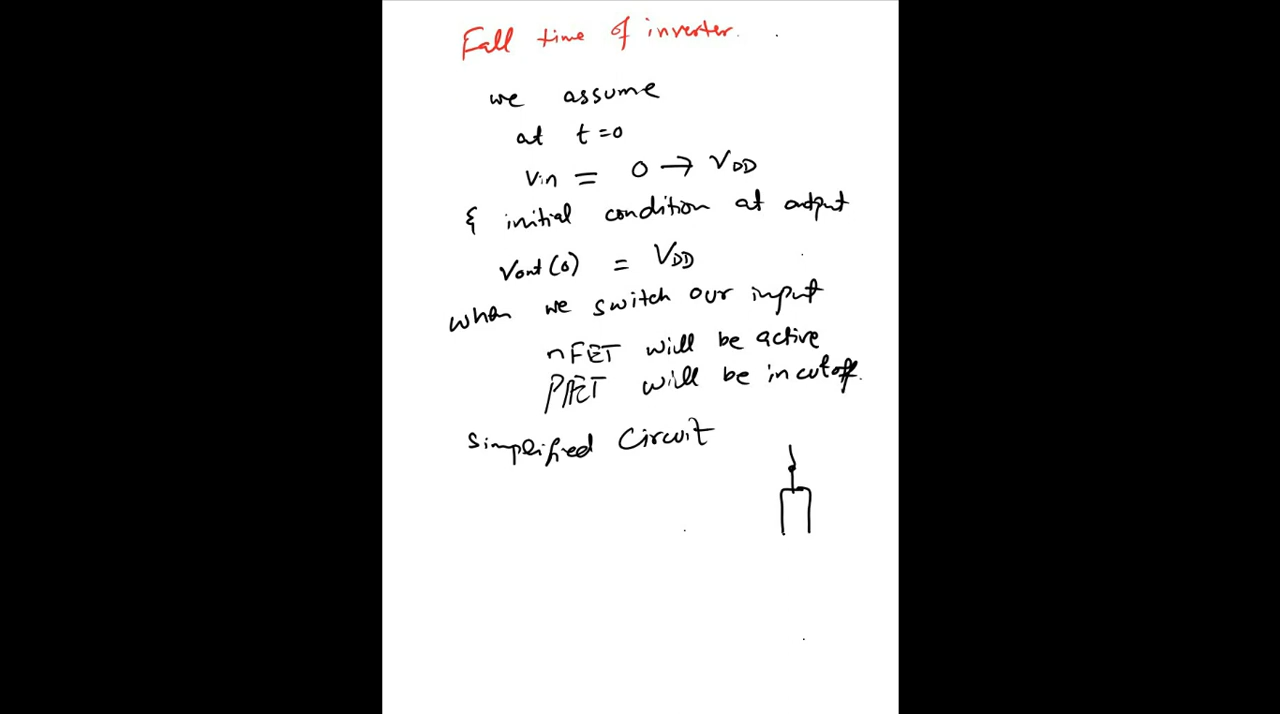 Fall time of inverter.
we assume
at t=0
Vin = 0 → VDD
& initial condition at output
Vout(0) = VDD
when we switch our input
nFET will be active
PFET will be in cutoff.
Simplified Circuit